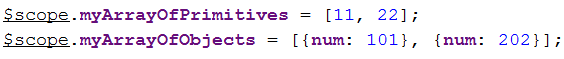 $scope.myArrayOfPrimitives = [11, 22];
$scope.myArrayOfObjects = [{num: 101}, {num: 202}];